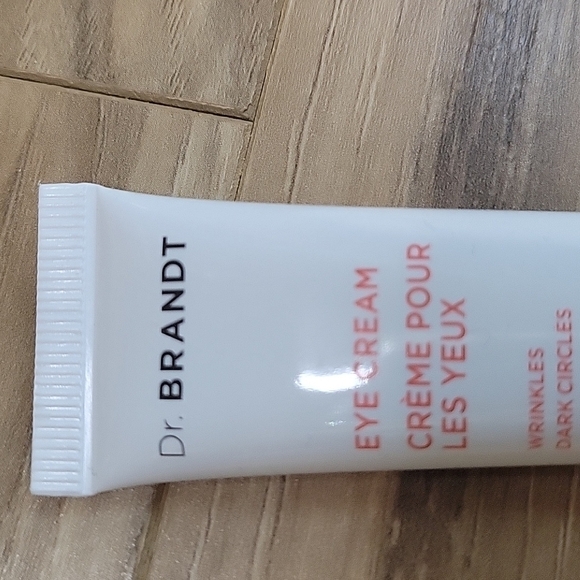 Dr. BRANDT
EYE CREAM
CRÈME POUR
LES YEUX
WRINKLES
DARK CIRCLES